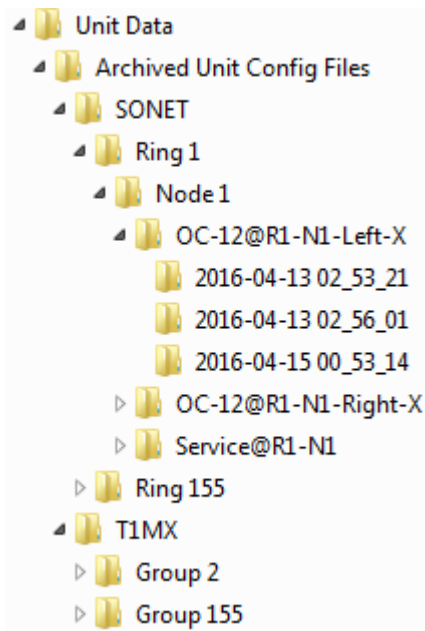 Unit Data
Archived Unit Config Files
SONET
Ring 1
Node 1
OC-12@R1-N1-Left-X
2016-04-13 02_53_21
2016-04-13 02_56_01
2016-04-15 00_53_14
OC-12@R1-N1-Right-X
Service@R1-N1
Ring 155
T1MX
Group 2
Group 155